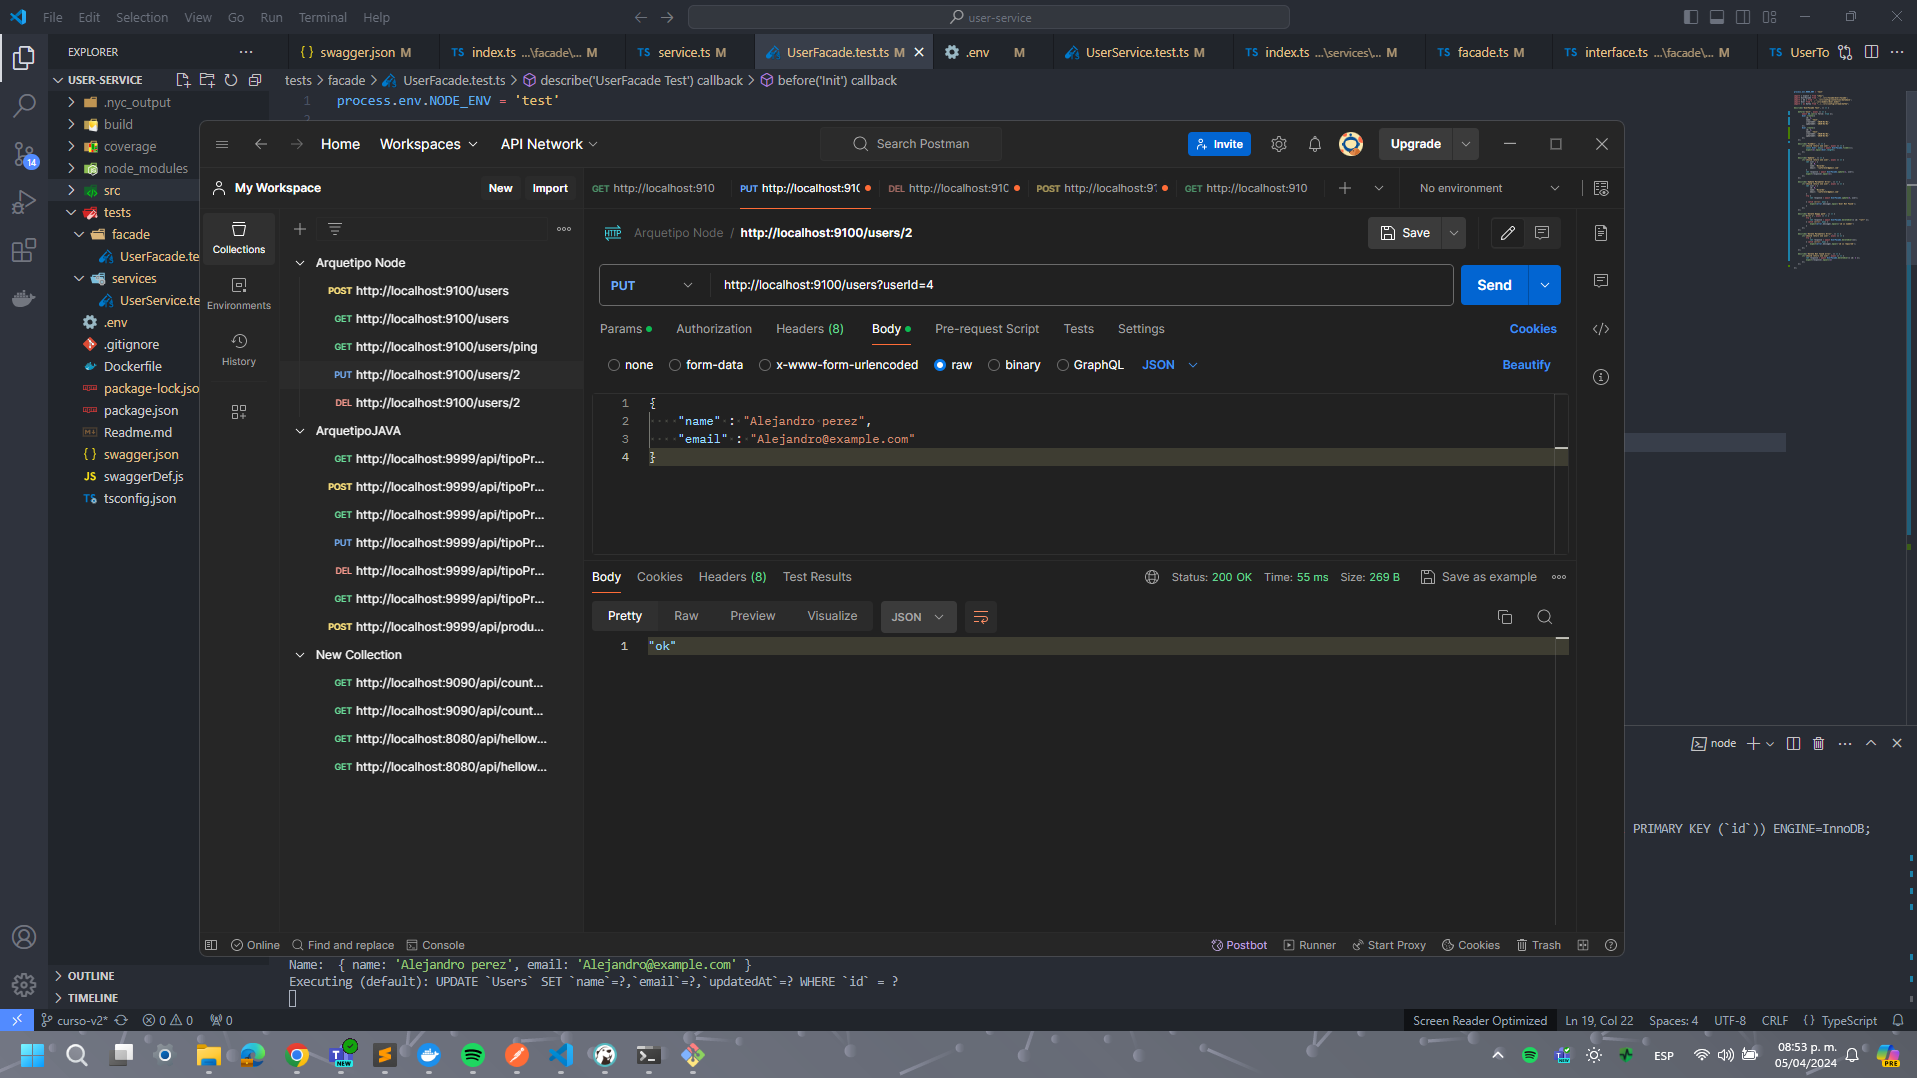 File Edit Selection View Go Run Terminal Help
user-service
EXPLORER
swagger.json M
TS index.ts ...\facade\... M
TS service.ts M
UserFacade.test.ts M
.env M
UserService.test.ts M
TS index.ts ...\services\... M
TS facade.ts M
TS interface.ts ...\facade\... M
TS UserTo
USER-SERVICE
tests > facade > UserFacade.test.ts > describe('UserFacade Test') callback > before('Init') callback
.nyc_output
build
coverage
node_modules
src
tests
facade
UserFacade.te
services
UserService.te
.env
.gitignore
Dockerfile
package-lock.jso
package.json
Readme.md
swagger.json
JS swaggerDef.js
TS tsconfig.json
14
1 process.env.NODE_ENV = 'test'
2
Home Workspaces API Network
Search Postman
Invite
Upgrade
My Workspace
New Import
GET http://localhost:910
PUT http://localhost:910
DEL http://localhost:910
POST http://localhost:91
GET http://localhost:910
No environment
Collections
Environments
History
Arquetipo Node
POST http://localhost:9100/users
GET http://localhost:9100/users
GET http://localhost:9100/users/ping
PUT http://localhost:9100/users/2
DEL http://localhost:9100/users/2
ArquetipoJAVA
GET http://localhost:9999/api/tipoPr...
POST http://localhost:9999/api/tipoPr...
GET http://localhost:9999/api/tipoPr...
PUT http://localhost:9999/api/tipoPr...
DEL http://localhost:9999/api/tipoPr...
GET http://localhost:9999/api/tipoPr...
POST http://localhost:9999/api/produ...
New Collection
GET http://localhost:9090/api/count...
GET http://localhost:9090/api/count...
GET http://localhost:8080/api/hellow...
GET http://localhost:8080/api/hellow...
HTTP Arquetipo Node / http://localhost:9100/users/2
Save
PUT http://localhost:9100/users?userId=4
Send
Params Authorization Headers (8) Body Pre-request Script Tests Settings Cookies
none form-data x-www-form-urlencoded raw binary GraphQL JSON Beautify
1 {
2 "name" : "Alejandro perez",
3 "email" : "Alejandro@example.com"
4 }
Body Cookies Headers (8) Test Results
Status: 200 OK Time: 55 ms Size: 269 B Save as example
Pretty Raw Preview Visualize JSON
1 "ok"
Online Find and replace Console
Postbot Runner Start Proxy Cookies Trash
node
PRIMARY KEY (`id`)) ENGINE=InnoDB;
Name: { name: 'Alejandro perez', email: 'Alejandro@example.com' }
Executing (default): UPDATE `Users` SET `name`=?,`email`=?,`updatedAt`=? WHERE `id` = ?
OUTLINE
TIMELINE
curso-v2* 0 0 0
Screen Reader Optimized Ln 19, Col 22 Spaces: 4 UTF-8 CRLF {} TypeScript
NEW
ESP
08:53 p. m.
05/04/2024
PRE